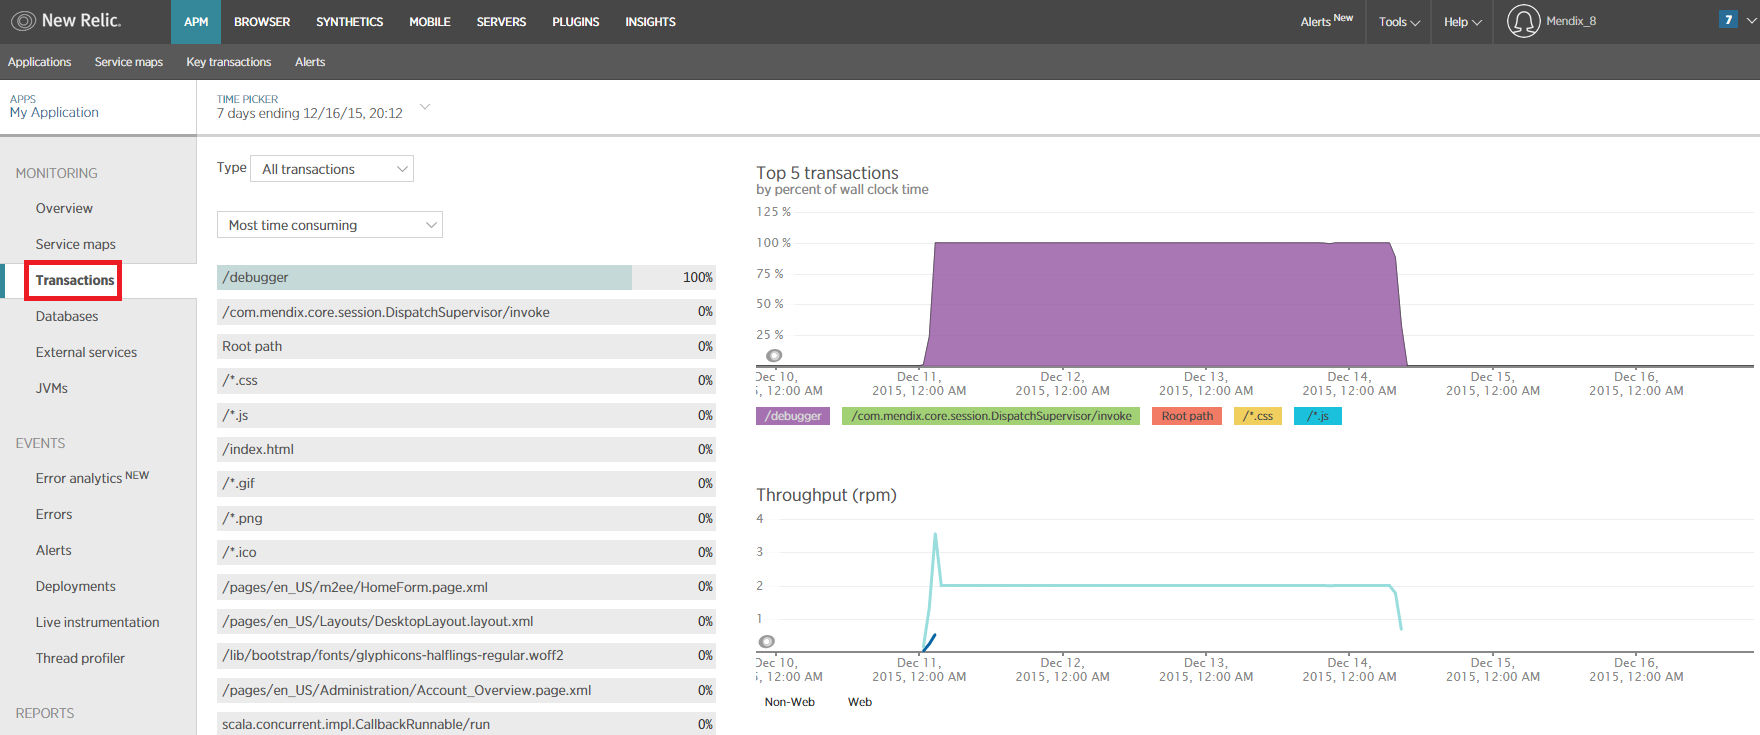 New Relic.
APM BROWSER SYNTHETICS MOBILE SERVERS PLUGINS INSIGHTS
Alerts New Tools Help Mendix_8 7
Applications Service maps Key transactions Alerts
APPS
My Application
TIME PICKER
7 days ending 12/16/15, 20:12
MONITORING
Overview
Service maps
Transactions
Databases
External services
JVMs
EVENTS
Error analytics NEW
Errors
Alerts
Deployments
Live instrumentation
Thread profiler
REPORTS
Type All transactions
Most time consuming
/debugger 100%
/com.mendix.core.session.DispatchSupervisor/invoke 0%
Root path 0%
/*.css 0%
/*.js 0%
/index.html 0%
/*.gif 0%
/*.png 0%
/*.ico 0%
/pages/en_US/m2ee/HomeForm.page.xml 0%
/pages/en_US/Layouts/DesktopLayout.layout.xml 0%
/lib/bootstrap/fonts/glyphicons-halflings-regular.woff2 0%
/pages/en_US/Administration/Account_Overview.page.xml 0%
scala.concurrent.impl.CallbackRunnable/run 0%
Top 5 transactions
by percent of wall clock time
125 %
100 %
75 %
50 %
25 %
Dec 10, Dec 11, Dec 12, Dec 13, Dec 14, Dec 15, Dec 16,
5, 12:00 AM 2015, 12:00 AM 2015, 12:00 AM 2015, 12:00 AM 2015, 12:00 AM 2015, 12:00 AM 2015, 12:00 AM
/debugger /com.mendix.core.session.DispatchSupervisor/invoke Root path /*.css /*.js
Throughput (rpm)
4
3
2
1
Dec 10, Dec 11, Dec 12, Dec 13, Dec 14, Dec 15, Dec 16,
5, 12:00 AM 2015, 12:00 AM 2015, 12:00 AM 2015, 12:00 AM 2015, 12:00 AM 2015, 12:00 AM 2015, 12:00 AM
Non-Web Web